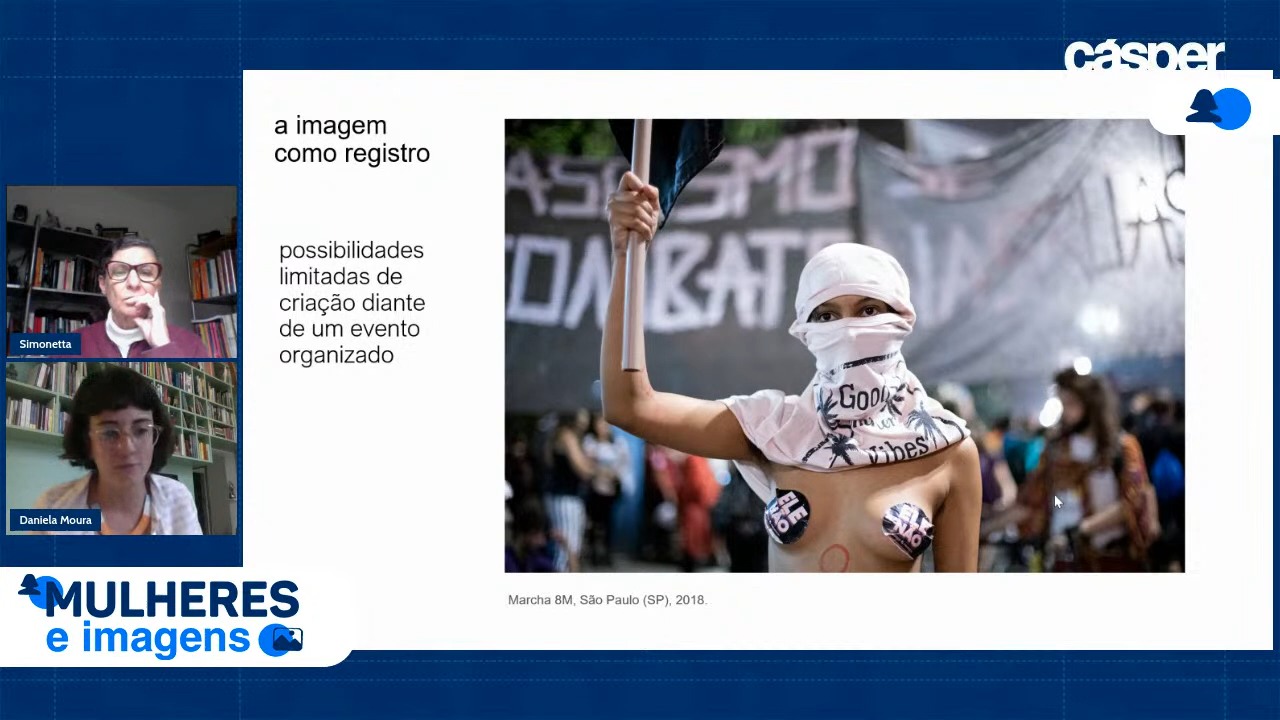 cásper
a imagem
como registro
possibilidades
limitadas de
criação diante
de um evento
organizado
COMBAT
Good
Vibes
ELE
NÃO
ELE
NÃO
Marcha 8M, São Paulo (SP), 2018.
Simonetta
Daniela Moura
MULHERES
e imagens